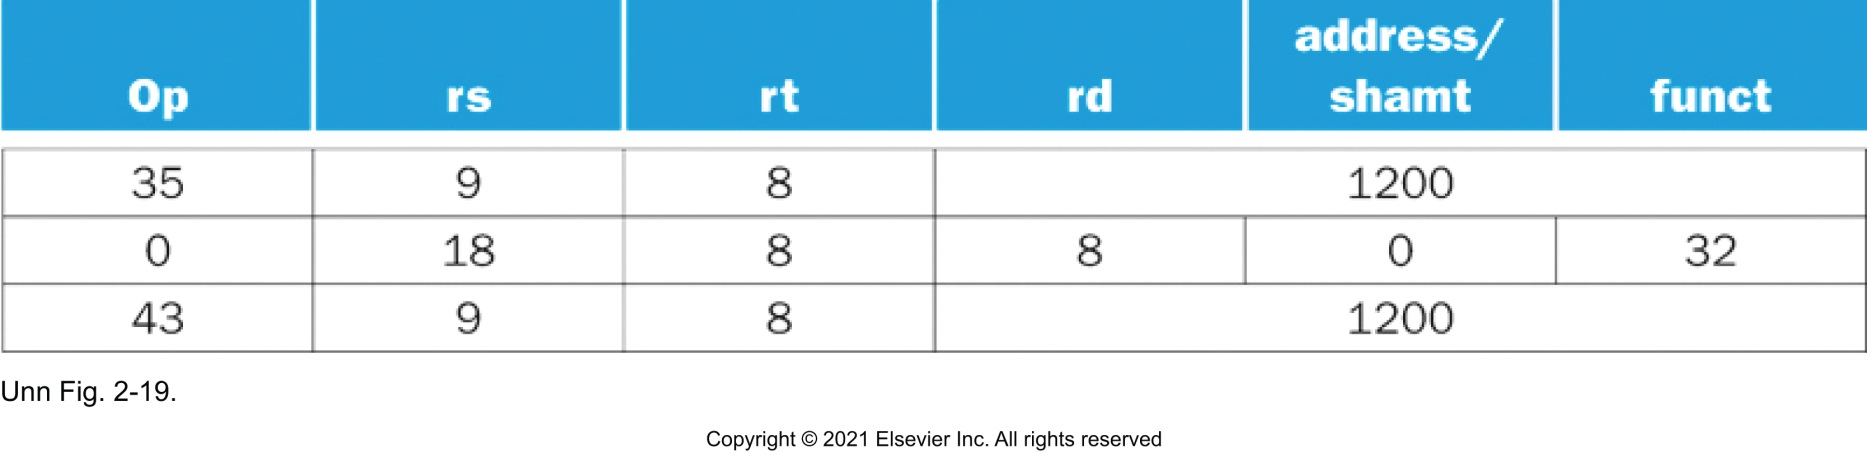 Op rs rt rd address/ shamt funct
35 9 8 1200
0 18 8 8 0 32
43 9 8 1200
Unn Fig. 2-19.
Copyright © 2021 Elsevier Inc. All rights reserved